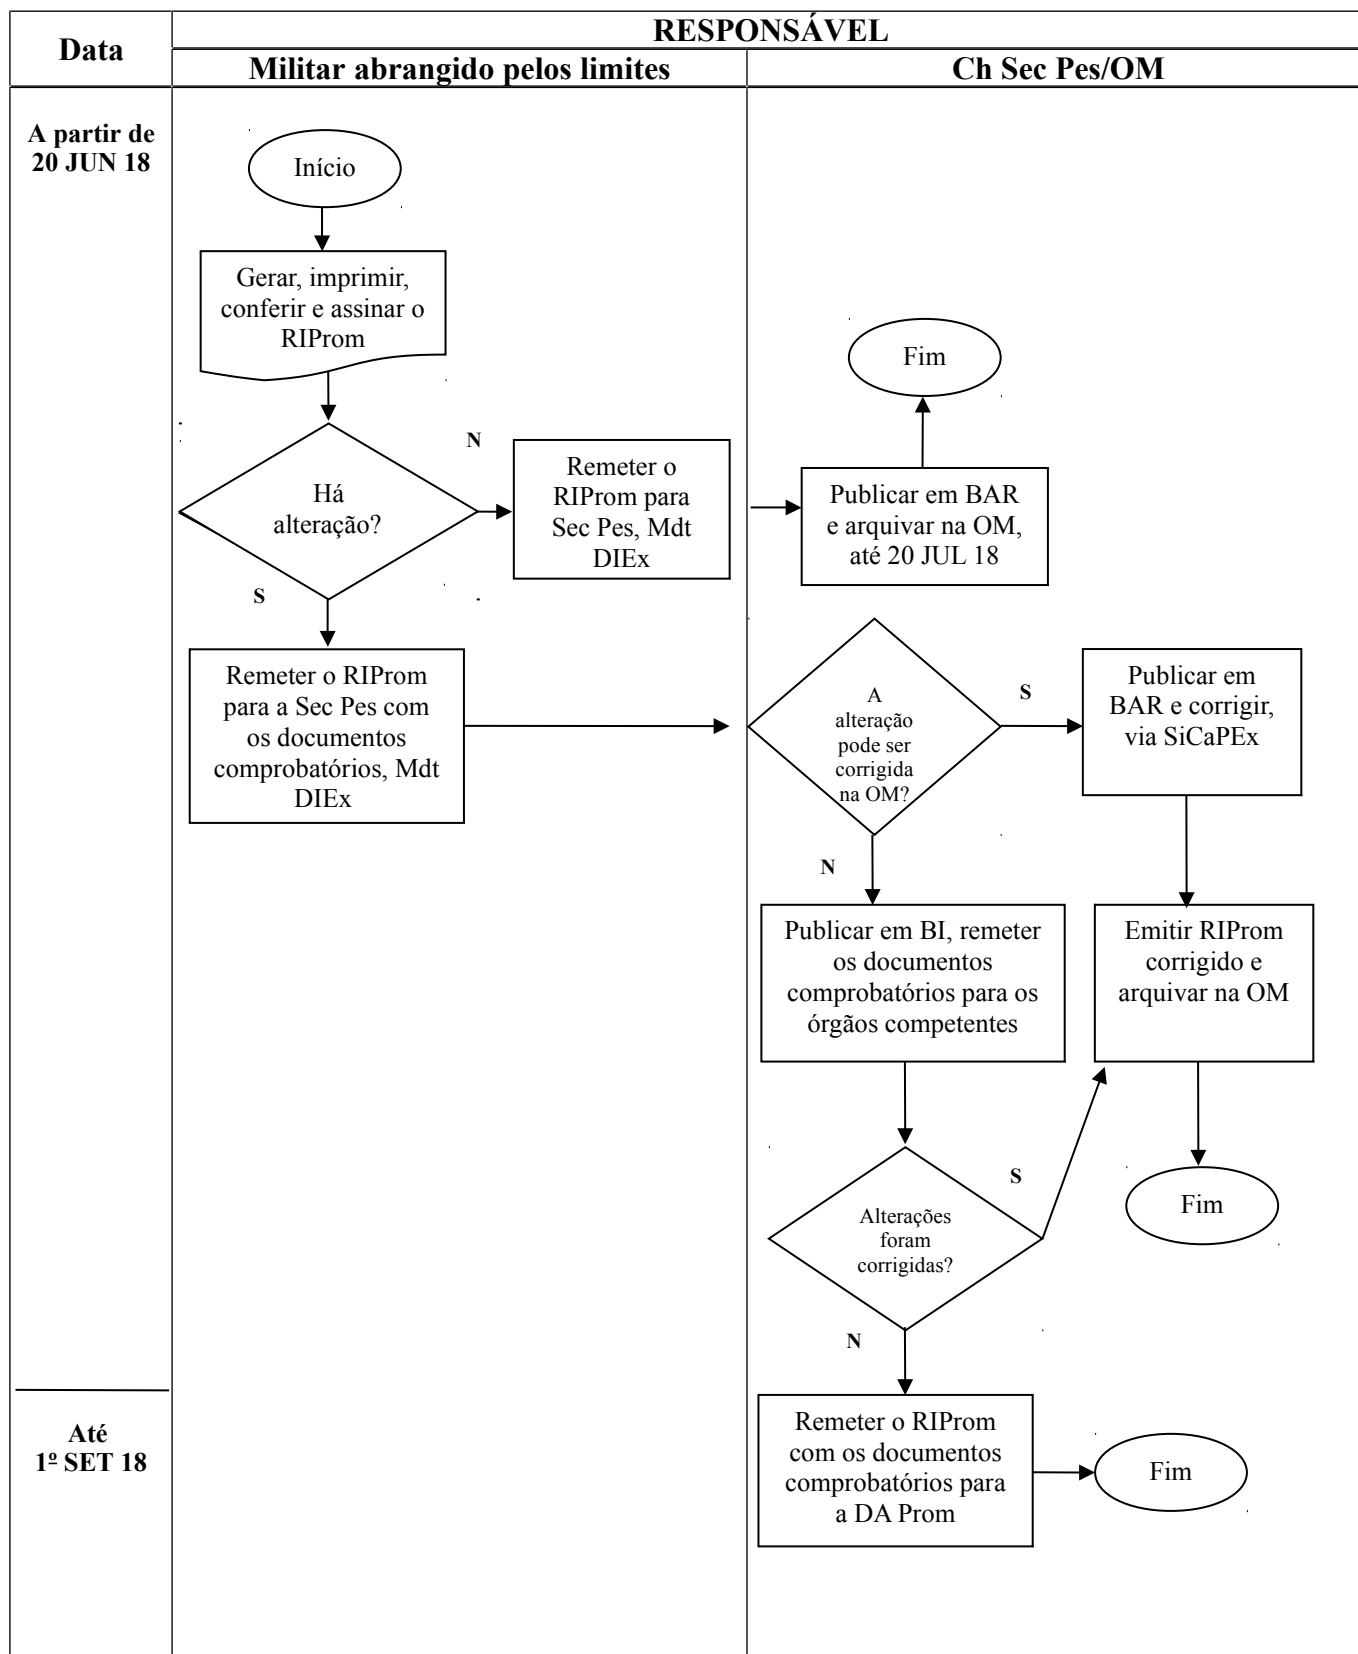 Data
RESPONSÁVEL
Militar abrangido pelos limites
Ch Sec Pes/OM
A partir de
20 JUN 18
Início
Gerar, imprimir,
conferir e assinar o
RIProm
Fim
Há
alteração?
N
Remeter o
RIProm para
Sec Pes, Mdt
DIEx
Publicar em BAR
e arquivar na OM,
até 20 JUL 18
S
Remeter o RIProm
para a Sec Pes com
os documentos
comprobatórios, Mdt
DIEx
A
alteração
pode ser
corrigida
na OM?
S
Publicar em
BAR e corrigir,
via SiCaPEx
N
Publicar em BI, remeter
os documentos
comprobatórios para os
órgãos competentes
Emitir RIProm
corrigido e
arquivar na OM
Alterações
foram
corrigidas?
S
Fim
N
Até
1º SET 18
Remeter o RIProm
com os documentos
comprobatórios para
a DA Prom
Fim